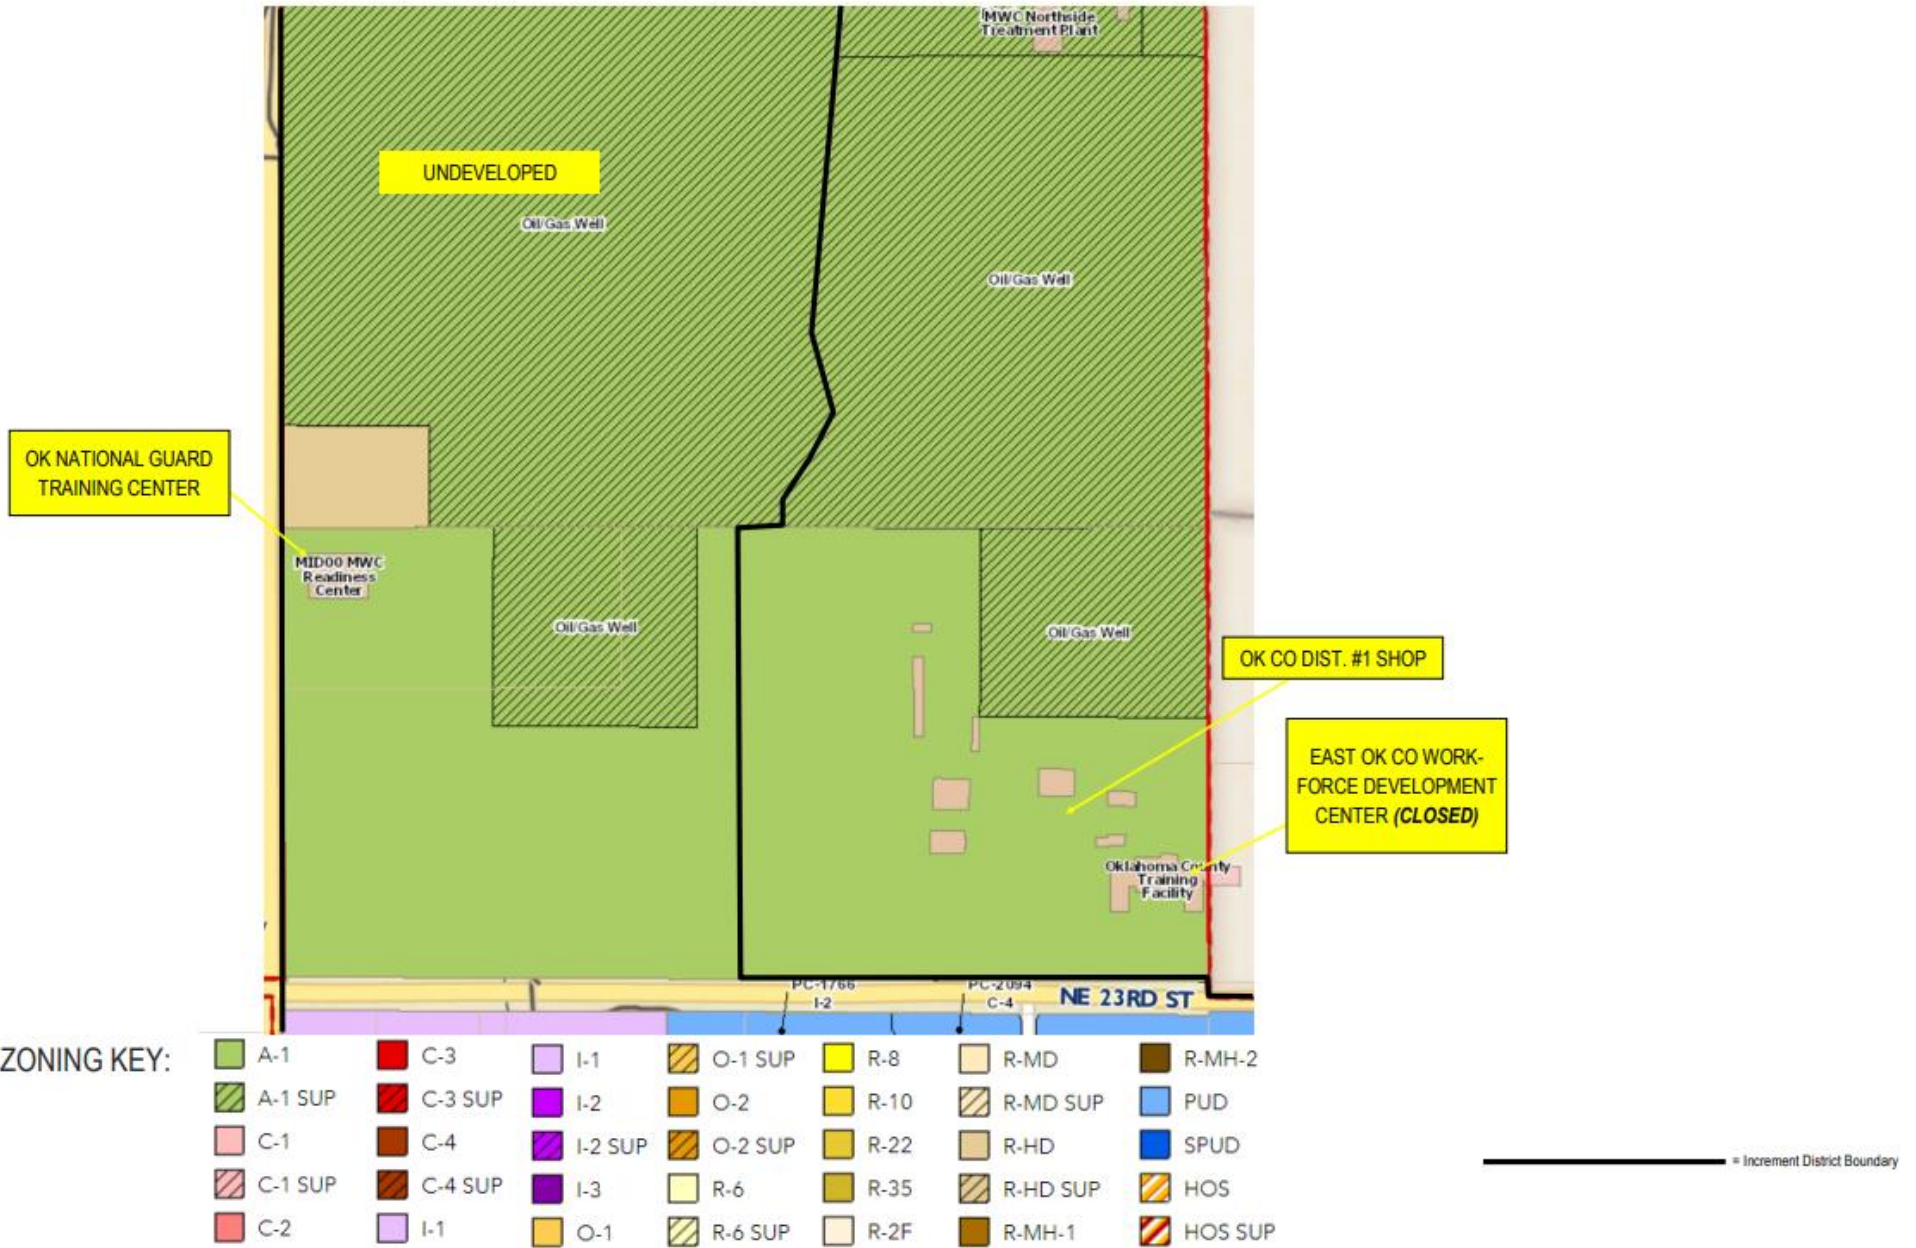 MWC Northside
Treatment Plant
UNDEVELOPED
Oil/Gas Well
Oil/Gas Well
OK NATIONAL GUARD
TRAINING CENTER
MID00 MWC
Readiness
Center
Oil/Gas Well
Oil/Gas Well
OK CO DIST. #1 SHOP
EAST OK CO WORK-
FORCE DEVELOPMENT
CENTER (CLOSED)
Oklahoma County
Training
Facility
PC-1766
I-2
PC-2094
C-4
NE 23RD ST
ZONING KEY:
A-1
A-1 SUP
C-1
C-1 SUP
C-2
C-3
C-3 SUP
C-4
C-4 SUP
I-1
I-1
I-2
I-2 SUP
I-3
O-1
O-1 SUP
O-2
O-2 SUP
R-6
R-6 SUP
R-8
R-10
R-22
R-35
R-2F
R-MD
R-MD SUP
R-HD
R-HD SUP
R-MH-1
R-MH-2
PUD
SPUD
HOS
HOS SUP
= Increment District Boundary